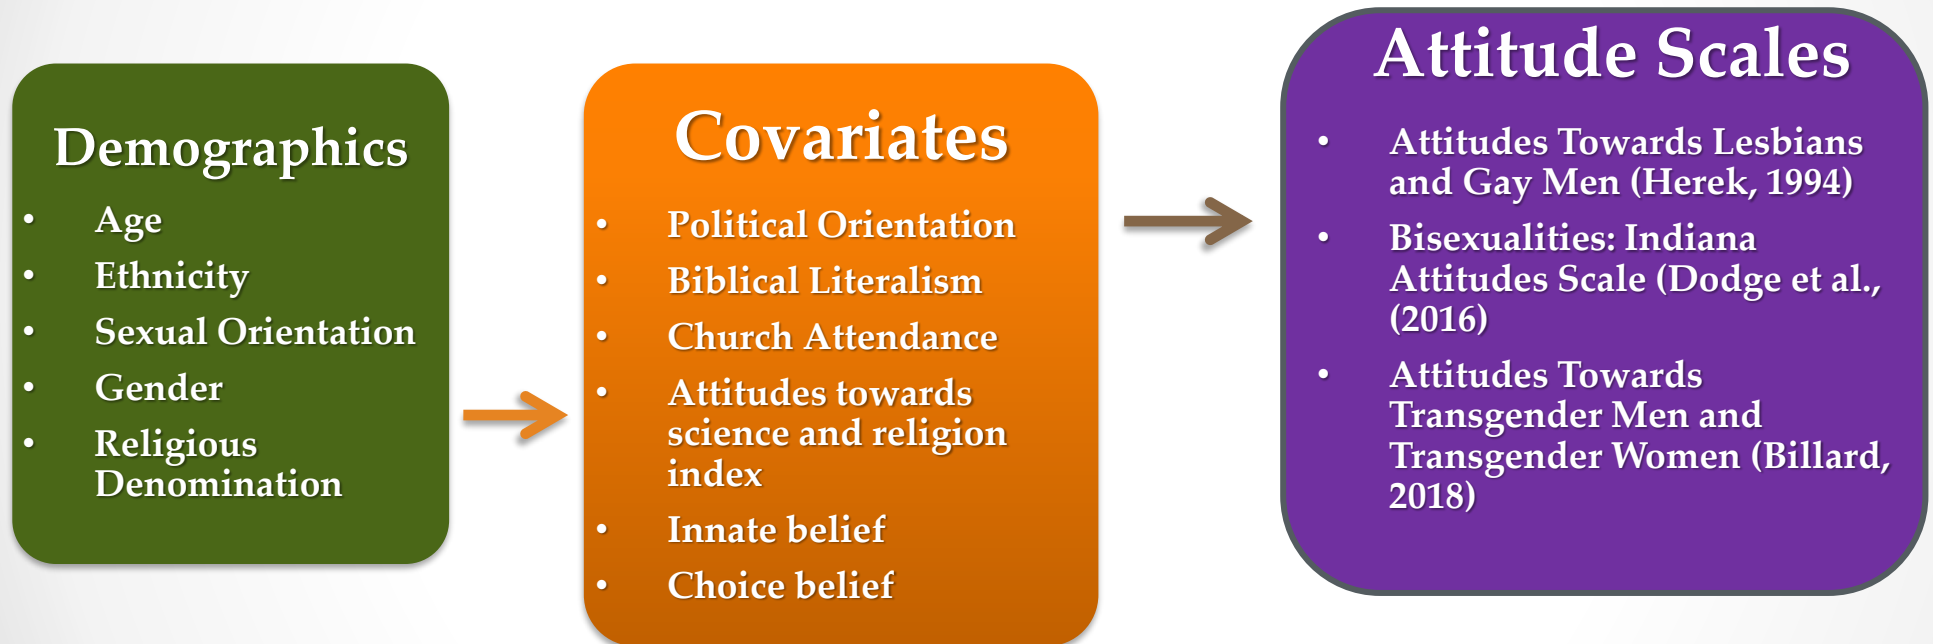 Demographics
• Age
• Ethnicity
• Sexual Orientation
• Gender
• Religious
Denomination
Covariates
• Political Orientation
• Biblical Literalism
• Church Attendance
• Attitudes towards
science and religion
index
• Innate belief
• Choice belief
Attitude Scales
• Attitudes Towards Lesbians
and Gay Men (Herek, 1994)
• Bisexualities: Indiana
Attitudes Scale (Dodge et al.,
(2016)
• Attitudes Towards
Transgender Men and
Transgender Women (Billard,
2018)